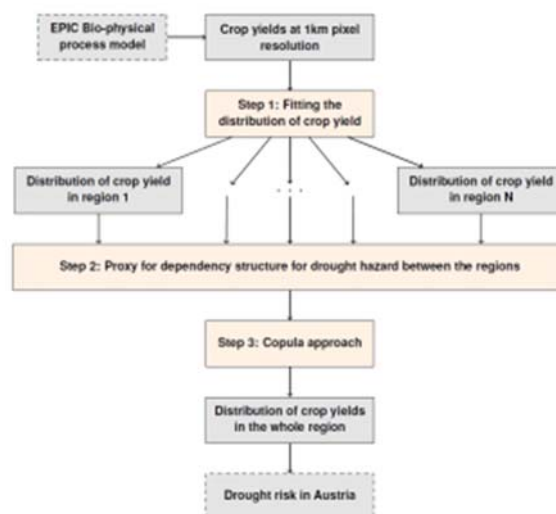 EPIC Bio-physical
process model
Crop yields at 1km pixel
resolution
Step 1: Fitting the
distribution of crop yield
Distribution of crop yield
in region 1
. . .
Distribution of crop yield
in region N
Step 2: Proxy for dependency structure for drought hazard between the regions
Step 3: Copula approach
Distribution of crop yields
in the whole region
Drought risk in Austria